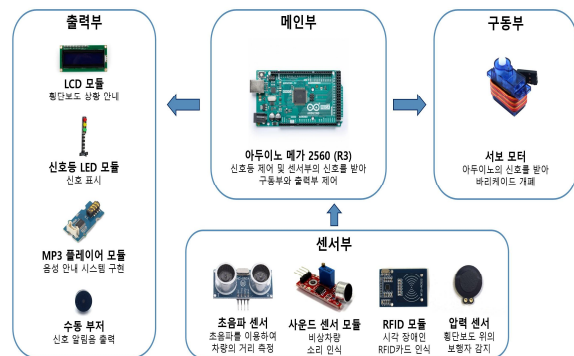 출력부
LCD 모듈
횡단보도 상황 안내
신호등 LED 모듈
신호 표시
MP3 플레이어 모듈
음성 안내 시스템 구현
수동 부저
신호 알림음 출력
메인부
아두이노 메가 2560 (R3)
신호등 제어 및 센서부의 신호를 받아
구동부와 출력부 제어
구동부
서보 모터
아두이노의 신호를 받아
바리케이드 개폐
센서부
초음파 센서
초음파를 이용하여
차량의 거리 측정
사운드 센서 모듈
비상차량
소리 인식
RFID 모듈
시각 장애인
RFID카드 인식
압력 센서
횡단보도 위의
보행자 감지